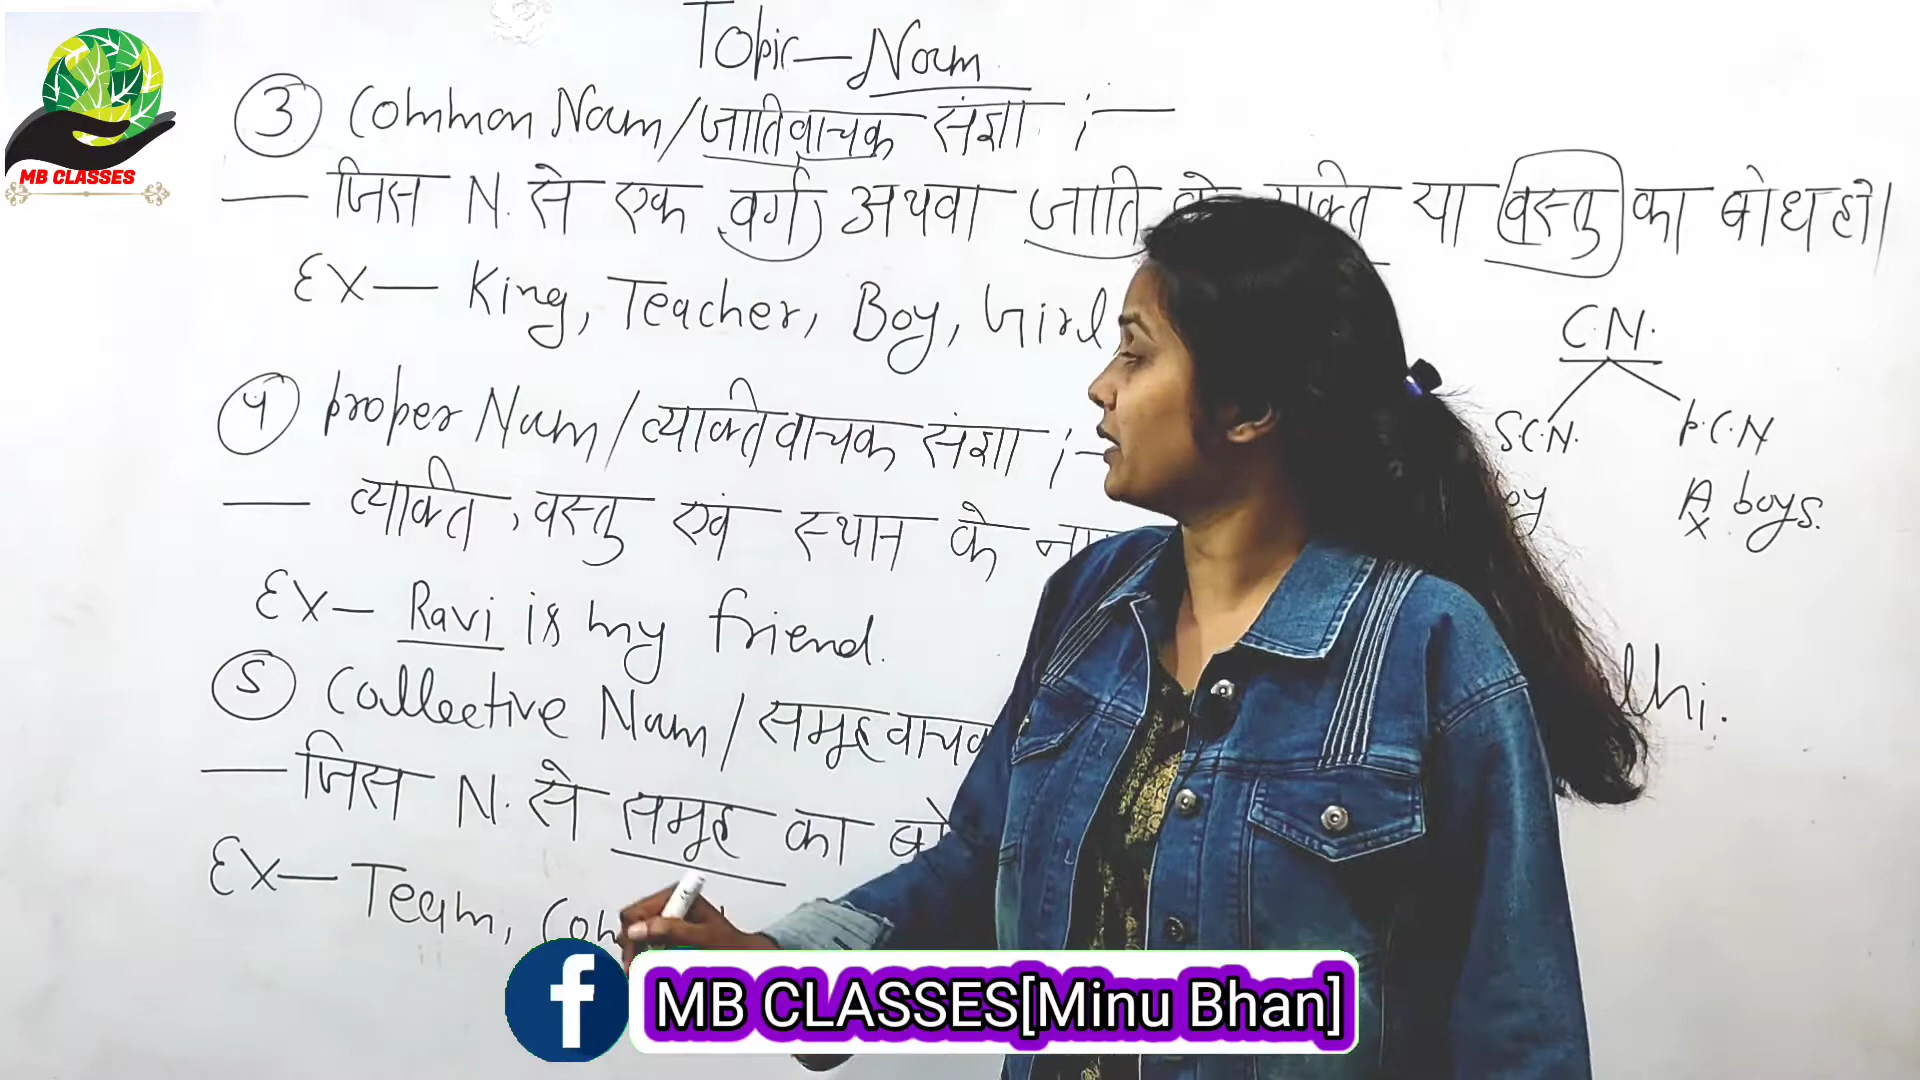 Topic – Noun
③ Common Noun/जातिवाचक संज्ञा :—
— जिस N. से एक वर्ग अथवा जाति के व्यक्ति या वस्तु का बोध हो।
EX— King, Teacher, Boy, Girl,
C.N.
S.C.N. P.C.N
A boys.
④ Proper Noun/व्यक्तिवाचक संज्ञा :-
— व्यक्ति, वस्तु एवं स्थान के
EX— Ravi is my friend.
⑤ Collective Noun/समूहवाचक
— जिस N. से समूह का
EX— Team,
MB CLASSES
MB CLASSES[Minu Bhan]